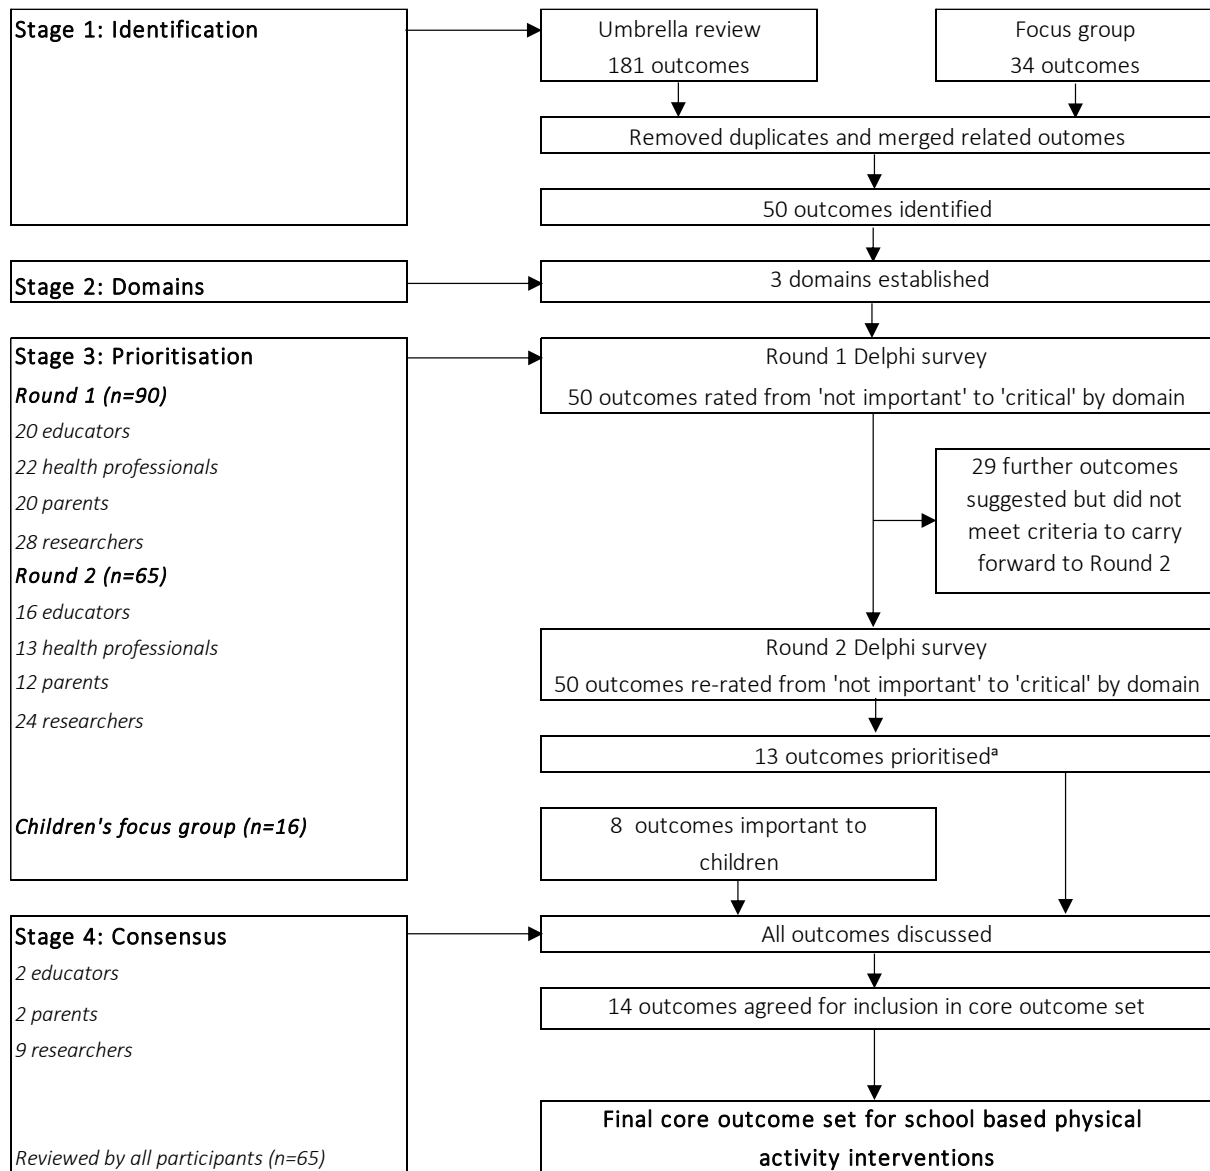 Stage 1: Identification
Umbrella review
181 outcomes
Focus group
34 outcomes
Removed duplicates and merged related outomes
50 outcomes identified
Stage 2: Domains
3 domains established
Stage 3: Prioritisation
Round 1 (n=90)
20 educators
22 health professionals
20 parents
28 researchers
Round 2 (n=65)
16 educators
13 health professionals
12 parents
24 researchers
Children's focus group (n=16)
Round 1 Delphi survey
50 outcomes rated from 'not important' to 'critical' by domain
29 further outcomes
suggested but did not
meet criteria to carry
forward to Round 2
Round 2 Delphi survey
50 outcomes re-rated from 'not important' to 'critical' by domain
13 outcomes prioritisedª
8 outcomes important to
children
Stage 4: Consensus
2 educators
2 parents
9 researchers
Reviewed by all participants (n=65)
All outcomes discussed
14 outcomes agreed for inclusion in core outcome set
Final core outcome set for school based physical
activity interventions